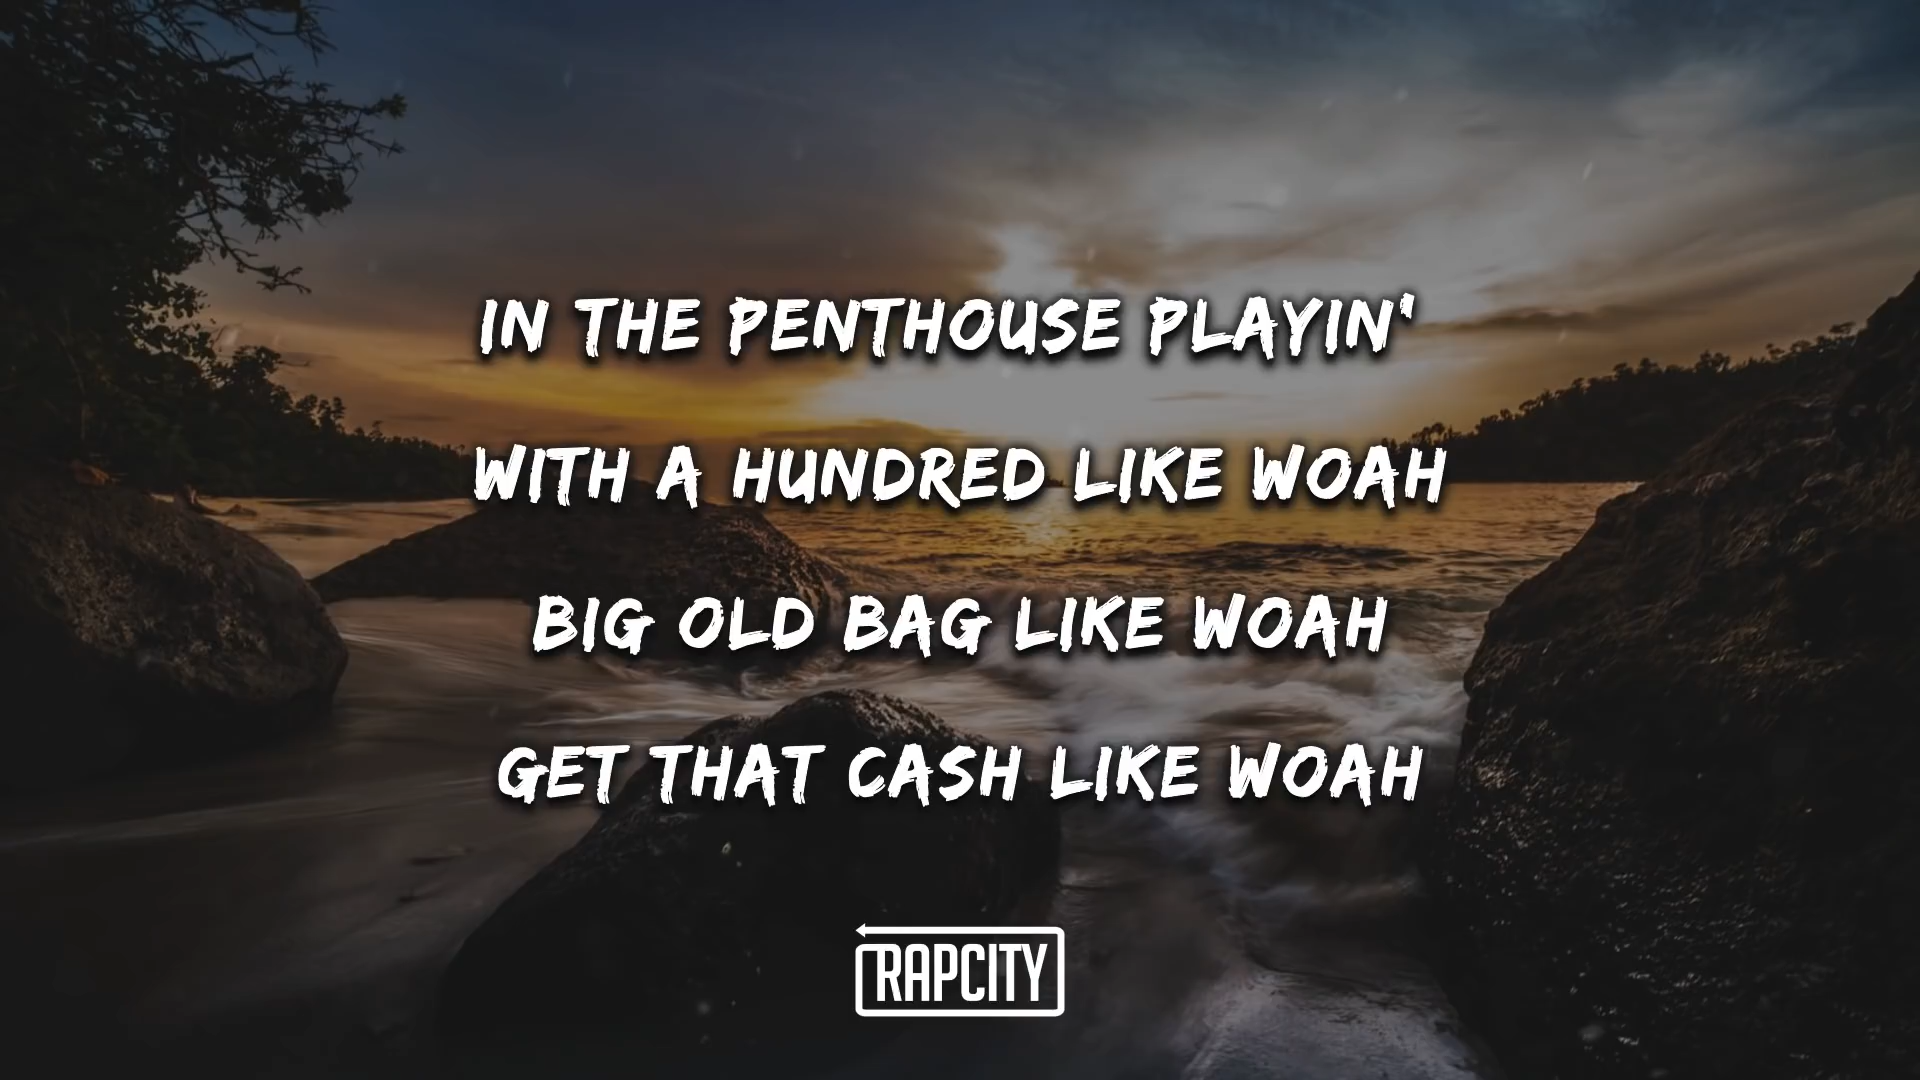 IN THE PENTHOUSE PLAYIN'
WITH A HUNDRED LIKE WOAH
BIG OLD BAG LIKE WOAH
GET THAT CASH LIKE WOAH
RAPCITY